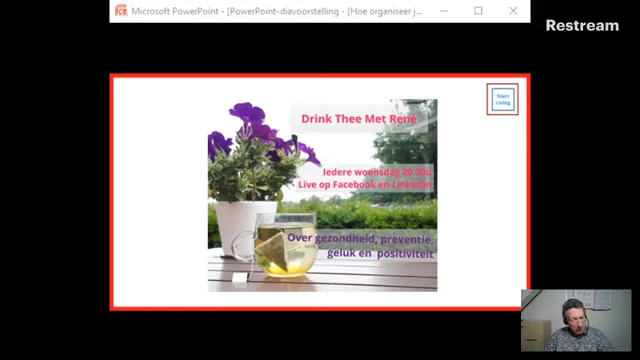 Microsoft PowerPoint - [PowerPoint-diavoorstelling - [Hoe organiseer j...
Restream
Start
Living
Drink Thee Met René
Iedere woensdag 20.30u
Live op Facebook en Linkedin
Over gezondheid, preventie,
geluk en positiviteit